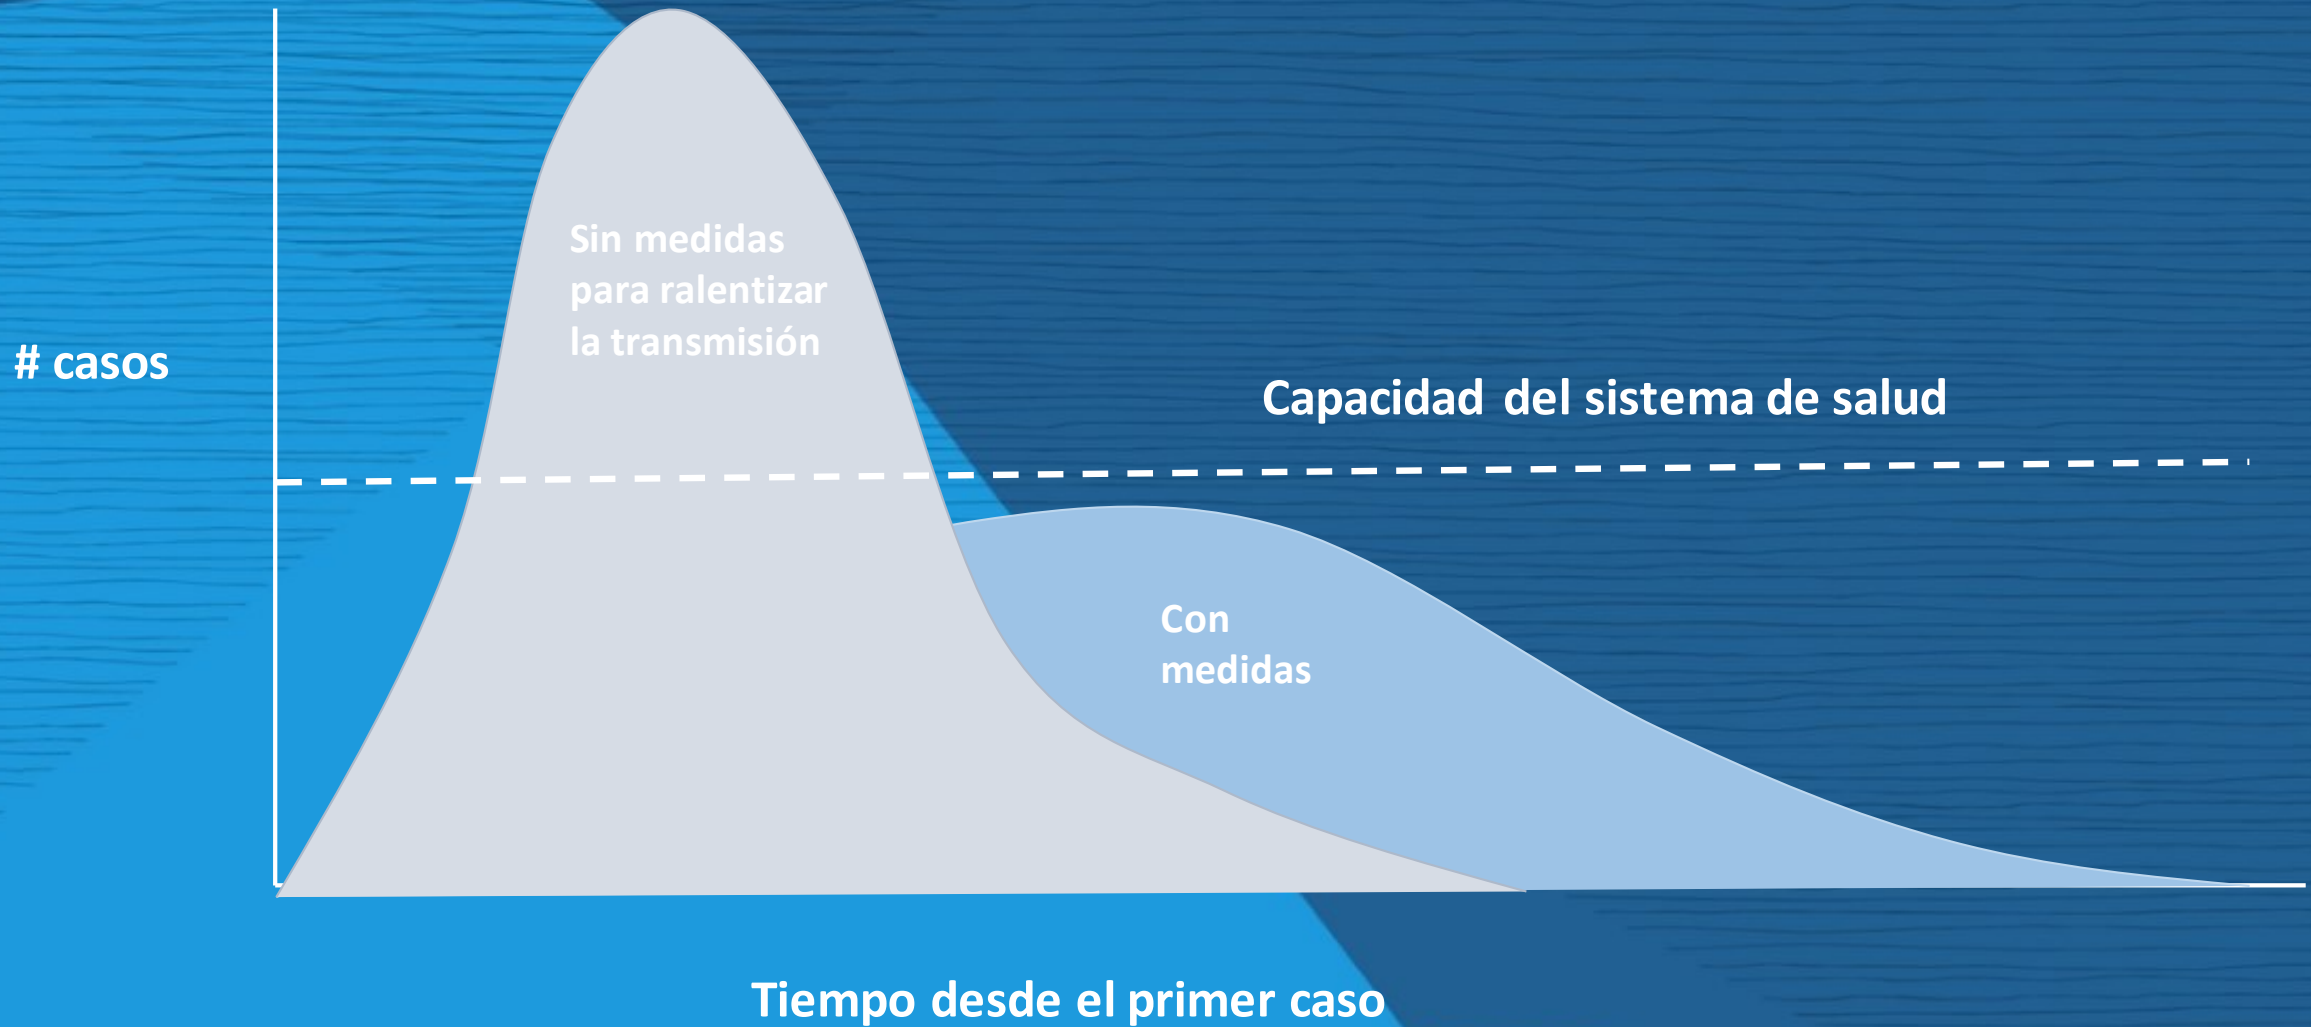 Sin medidas
para ralentizar
la transmisión
# casos
Capacidad del sistema de salud
Con
medidas
Tiempo desde el primer caso